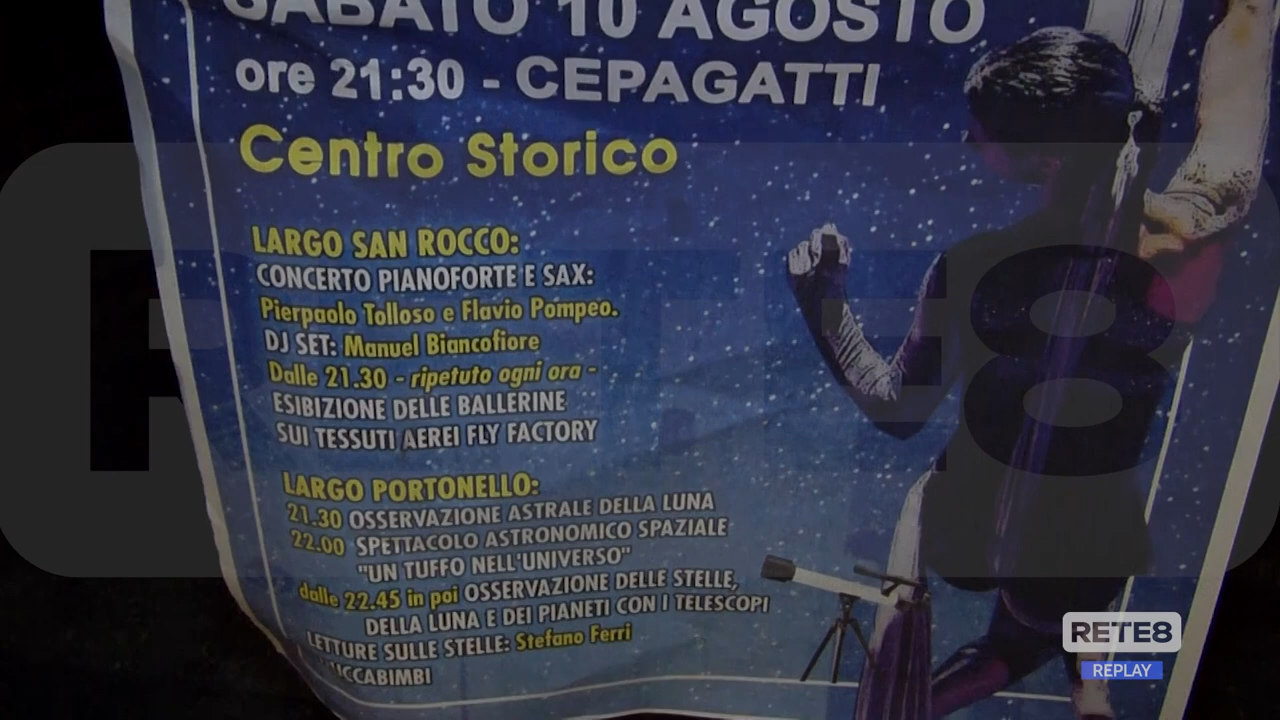 SABATO 10 AGOSTO
ore 21:30 - CEPAGATTI
Centro Storico
LARGO SAN ROCCO:
CONCERTO PIANOFORTE E SAX:
Pierpaolo Tolloso e Flavio Pompeo.
DJ SET: Manuel Biancofiore
Dalle 21.30 - ripetuto ogni ora -
ESIBIZIONE DELLE BALLERINE
SUI TESSUTI AEREI FLY FACTORY
LARGO PORTONELLO:
21.30 OSSERVAZIONE ASTRALE DELLA LUNA
22.00 SPETTACOLO ASTRONOMICO SPAZIALE
"UN TUFFO NELL'UNIVERSO"
dalle 22.45 in poi OSSERVAZIONE DELLE STELLE,
DELLA LUNA E DEI PIANETI CON I TELESCOPI
LETTURE SULLE STELLE: Stefano Ferri
RETE8
RETE8
REPLAY